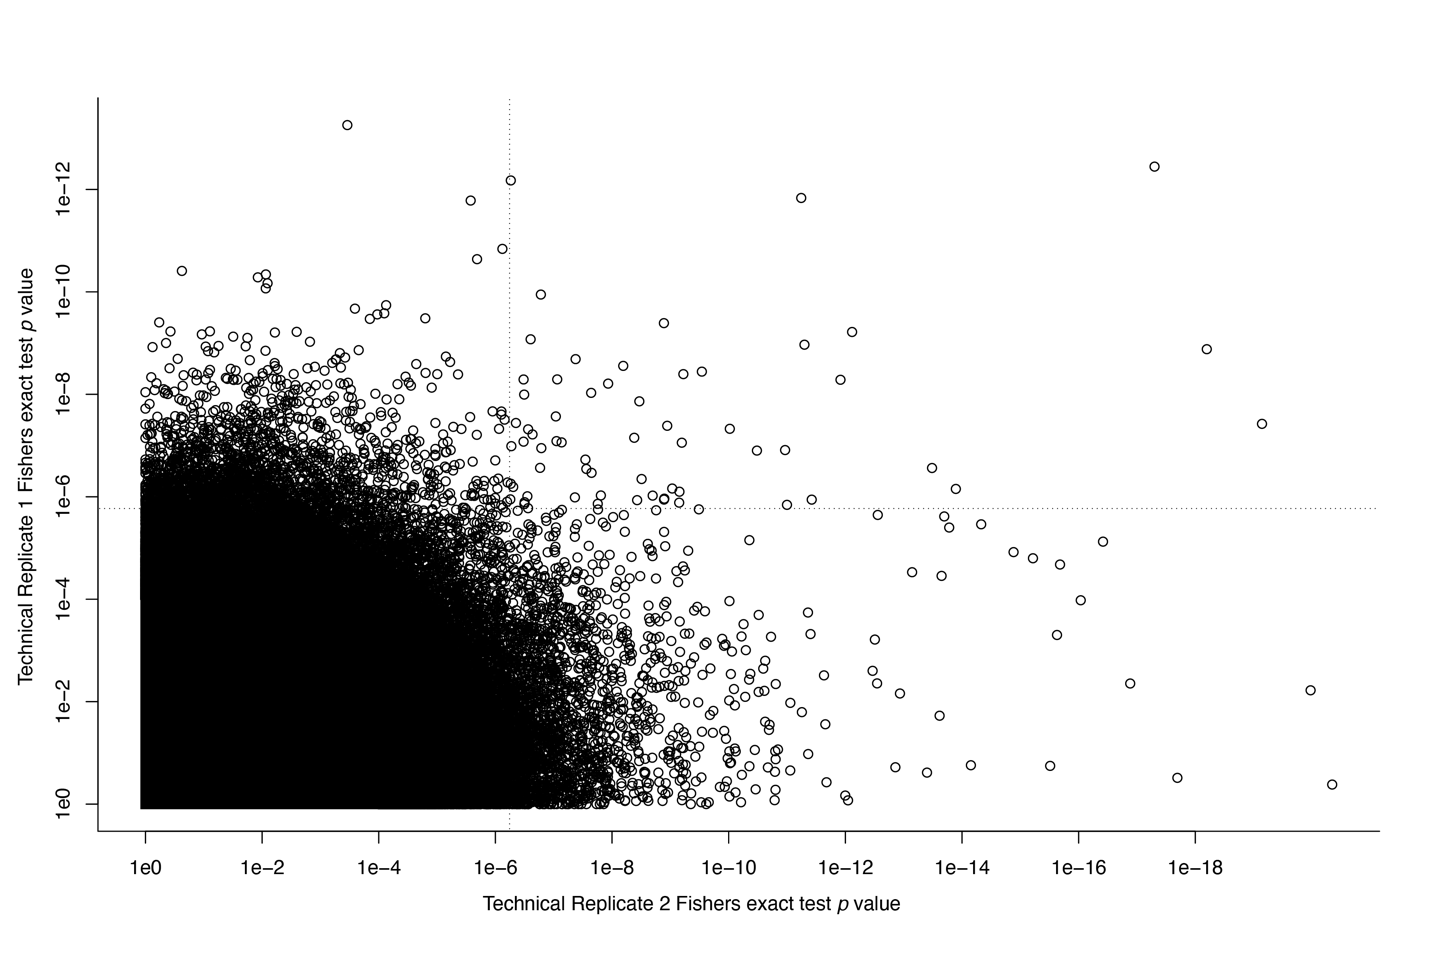 Technical Replicate 1 Fishers exact test p value
1e−12
1e−10
1e−8
1e−6
1e−4
1e−2
1e0
1e0 1e−2 1e−4 1e−6 1e−8 1e−10 1e−12 1e−14 1e−16 1e−18
Technical Replicate 2 Fishers exact test p value